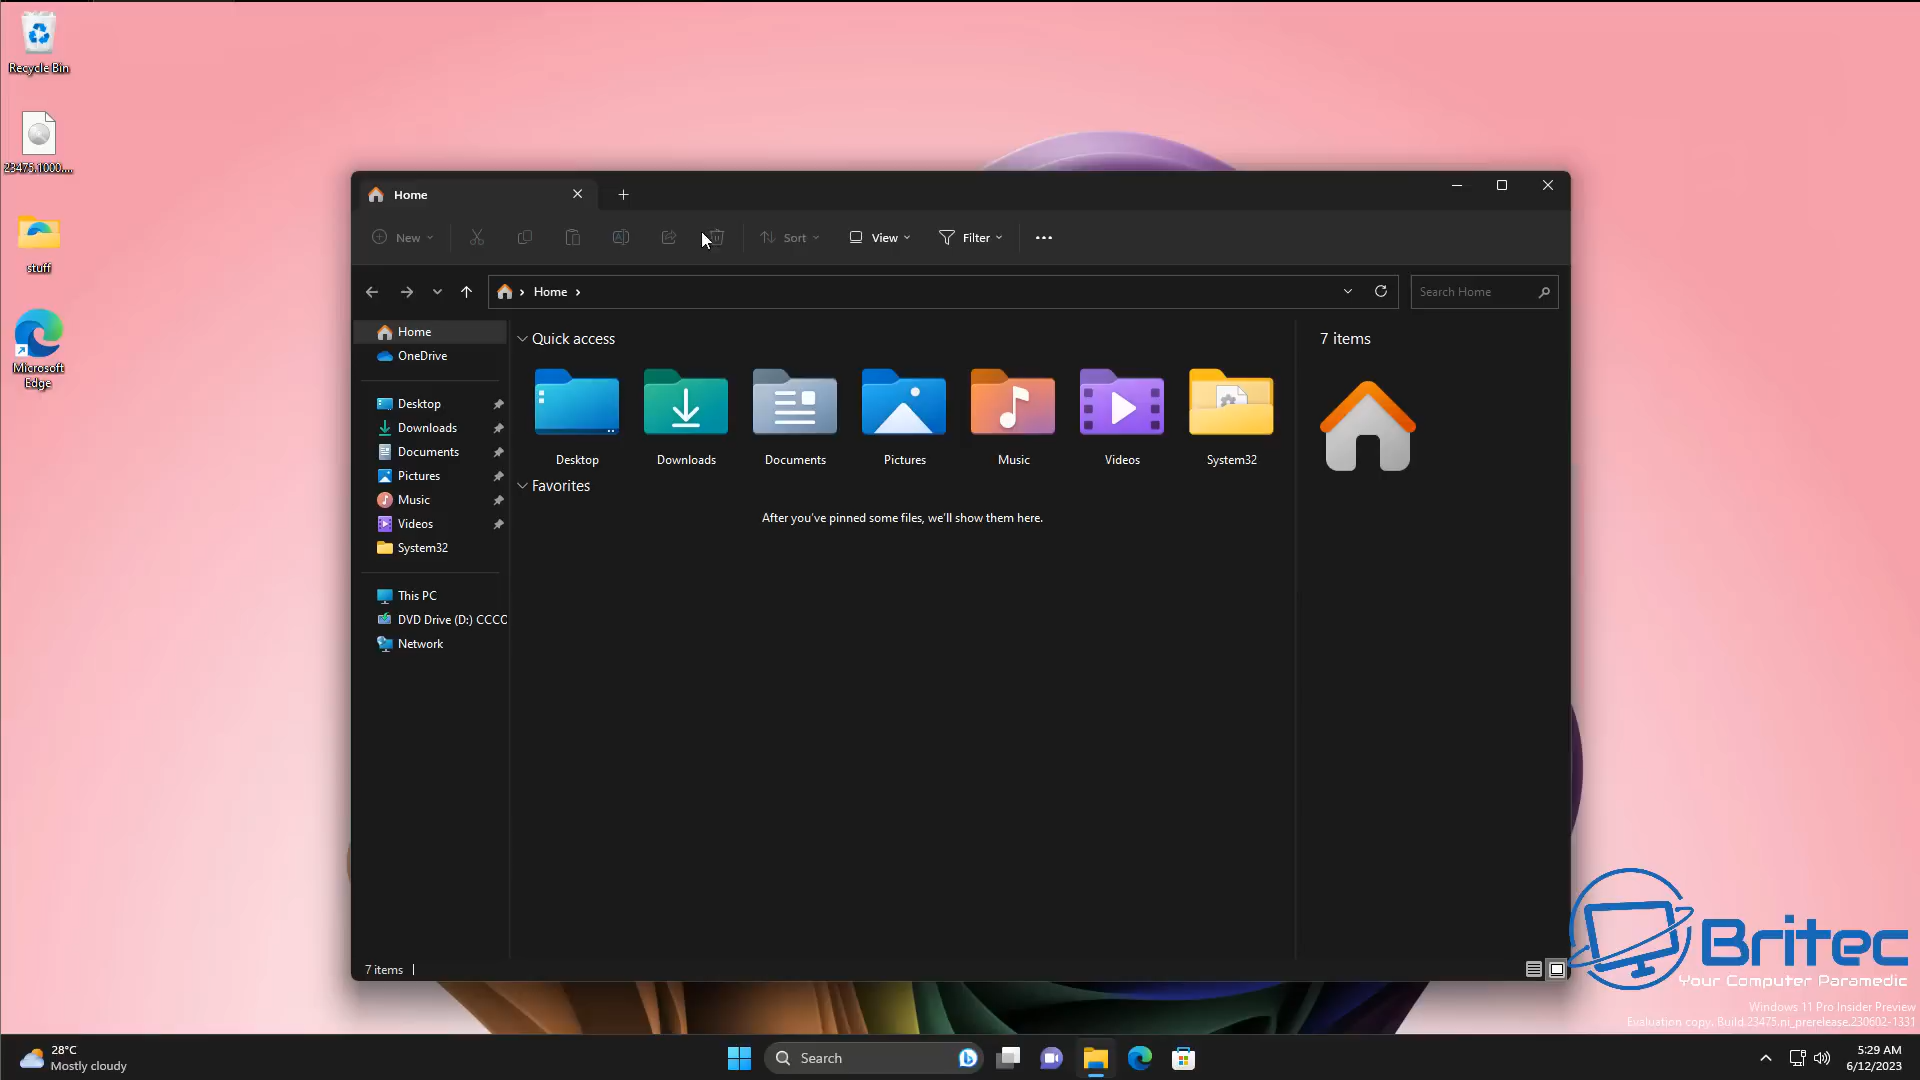 Recycle Bin
23475.1000....
stuff
Microsoft
Edge
Home
New
Sort
View
Filter
Home
Search Home
Home
OneDrive
Desktop
Downloads
Documents
Pictures
Music
Videos
System32
This PC
DVD Drive (D:) CCCC
Network
Quick access
Desktop
Downloads
Documents
Pictures
Music
Videos
System32
Favorites
After you've pinned some files, we'll show them here.
7 items
7 items
Britec
Your Computer Paramedic
Windows 11 Pro Insider Preview
Evaluation copy. Build 23475.ni_prerelease.230602-1331
28°C
Mostly cloudy
Search
5:29 AM
6/12/2023